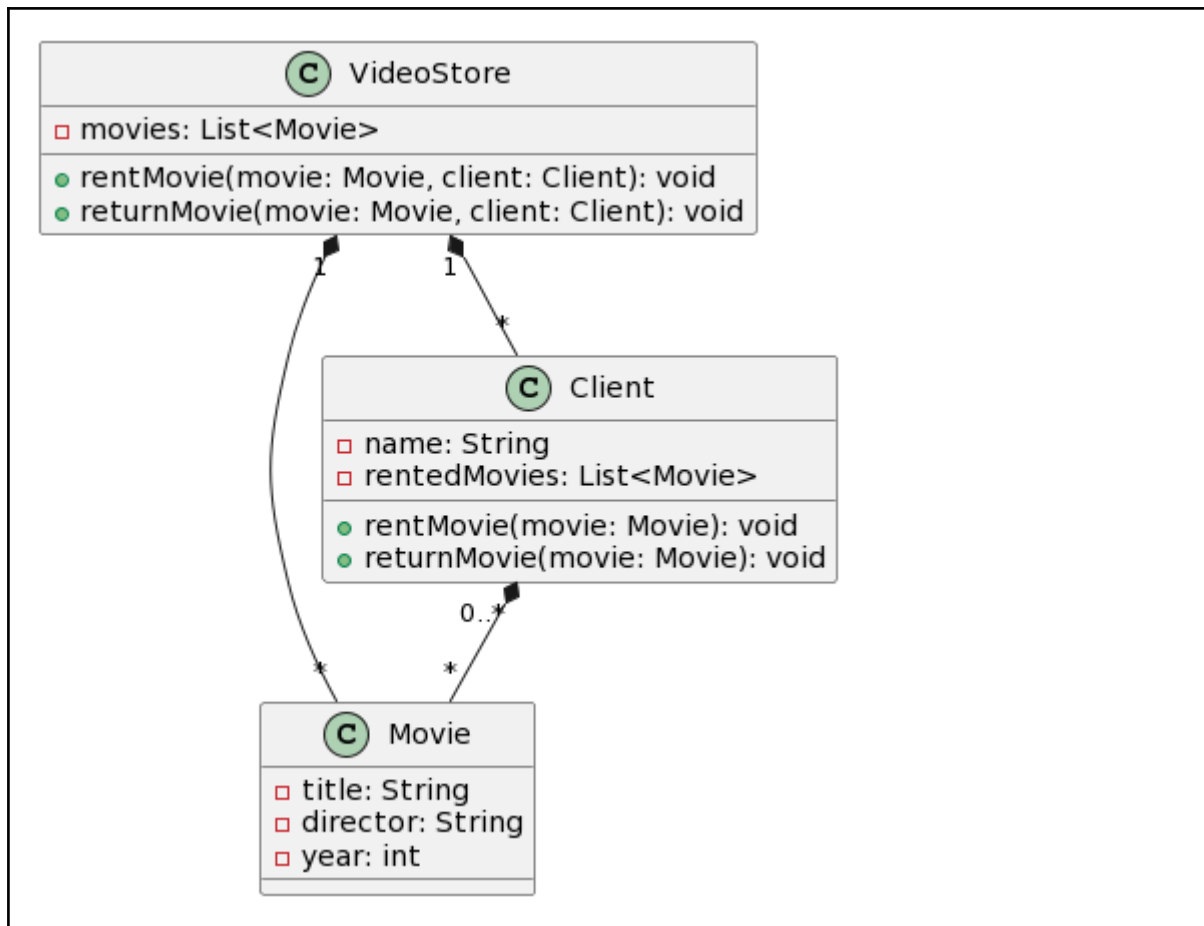 C VideoStore
movies: List<Movie>
rentMovie(movie: Movie, client: Client): void
returnMovie(movie: Movie, client: Client): void
1
1
*
C Client
name: String
rentedMovies: List<Movie>
rentMovie(movie: Movie): void
returnMovie(movie: Movie): void
0..*
*
*
C Movie
title: String
director: String
year: int